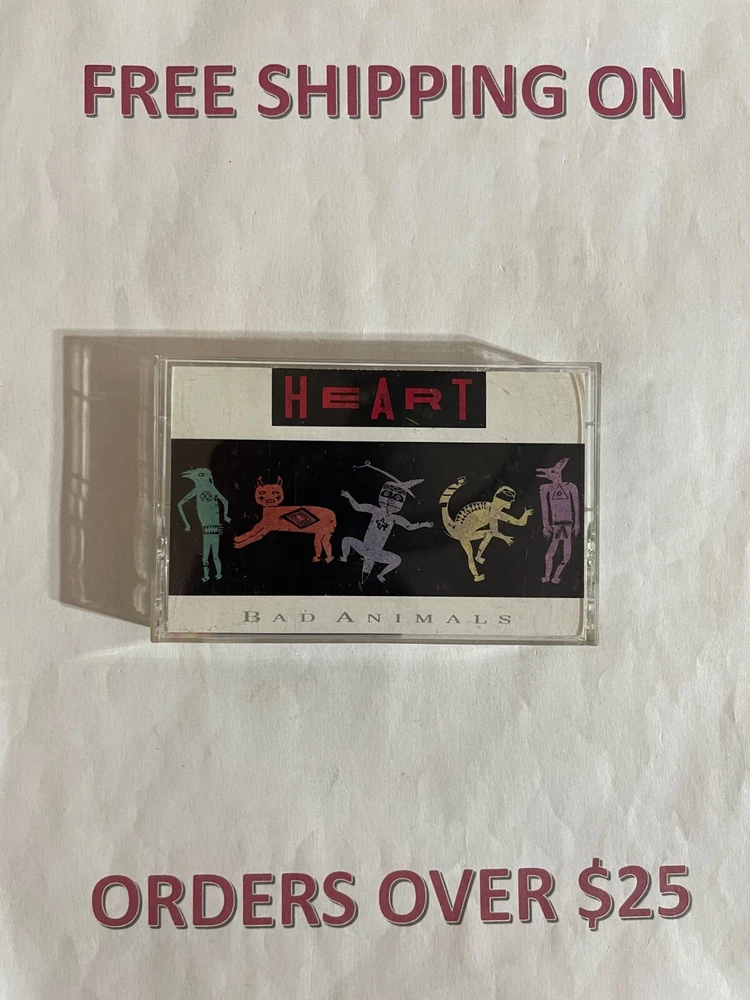 FREE SHIPPING ON
HEART
BAD ANIMALS
ORDERS OVER $25